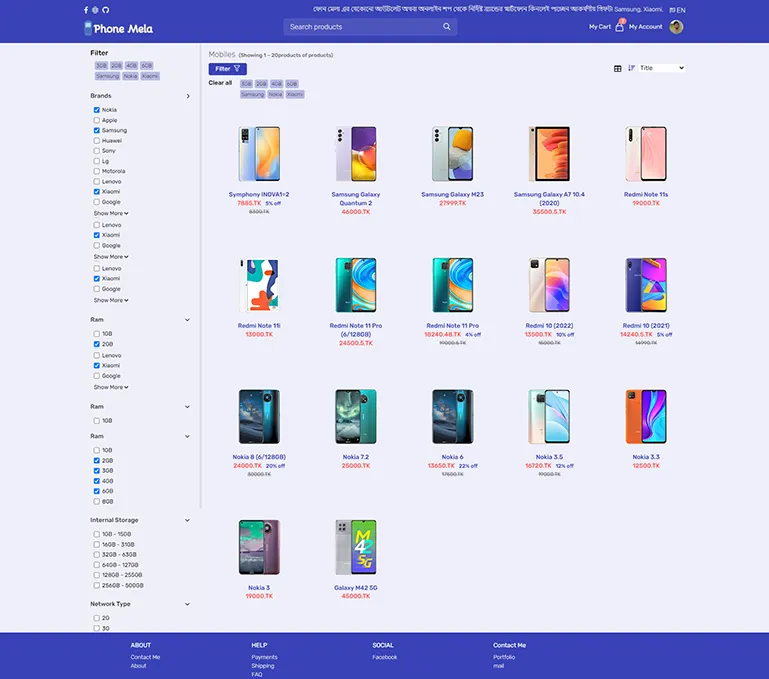 ফোন মেলা এর যেকোনো আউটলেট অথবা অনলাইন শপ থেকে নির্দিষ্ট ব্র্যান্ডের স্মার্টফোন কিনলেই পাচ্ছেন আকর্ষণীয় গিফট! Samsung, Xiaomi.
EN
Phone Mela
Search products
My Cart
My Account
Filter
3GB 2GB 4GB 6GB
Samsung Nokia Xiaomi
Brands
Nokia
Apple
Samsung
Huawei
Sony
Lg
Motorola
Lenovo
Xiaomi
Google
Show More
Lenovo
Xiaomi
Google
Show More
Lenovo
Xiaomi
Google
Show More
Ram
1GB
2GB
Lenovo
Xiaomi
Google
Show More
Ram
1GB
Ram
1GB
2GB
3GB
4GB
6GB
8GB
Internal Storage
1GB - 15GB
16GB - 31GB
32GB - 63GB
64GB - 127GB
128GB - 255GB
256GB - 500GB
Network Type
2G
3G
Mobiles (Showing 1 - 20products of products)
Filter
Title
Clear all
3GB 2GB 4GB 6GB
Samsung Nokia Xiaomi
Symphony INOVA1+2
7885.TK 5% off
8300.TK
Samsung Galaxy
Quantum 2
46000.TK
Samsung Galaxy M23
27999.TK
Samsung Galaxy A7 10.4
(2020)
35500.5.TK
Redmi Note 11s
19000.TK
Redmi Note 11i
13000.TK
Redmi Note 11 Pro
(6/128GB)
24500.5.TK
Redmi Note 11 Pro
18240.48.TK 4% off
19000.5.TK
Redmi 10 (2022)
13500.TK 10% off
15000.TK
Redmi 10 (2021)
14240.5.TK 5% off
14990.TK
Nokia 8 (6/128GB)
24000.TK 20% off
30000.TK
Nokia 7.2
25000.TK
Nokia 6
13650.TK 22% off
17500.TK
Nokia 3.5
16720.TK 12% off
19000.TK
Nokia 3.3
12500.TK
Nokia 3
19000.TK
M
42
5G
Galaxy M42 5G
45000.TK
ABOUT
Contact Me
About
HELP
Payments
Shipping
FAQ
SOCIAL
Facebook
Contact Me
Portfolio
mail